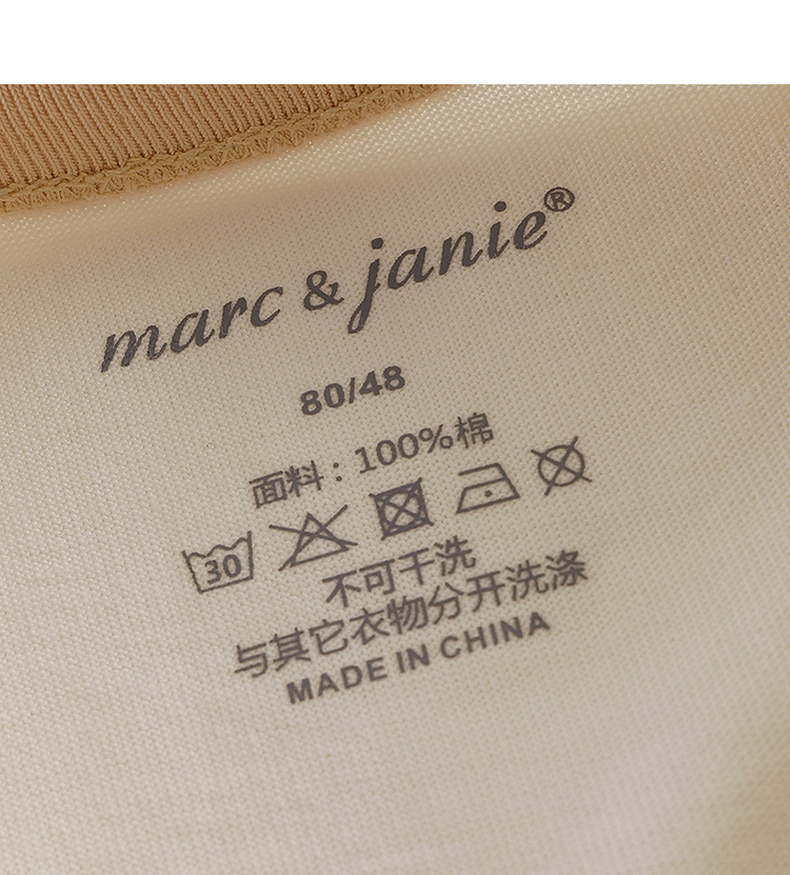 marc & janie®
80/48
面料：100%棉
30
不可干洗
与其它衣物分开洗涤
MADE IN CHINA